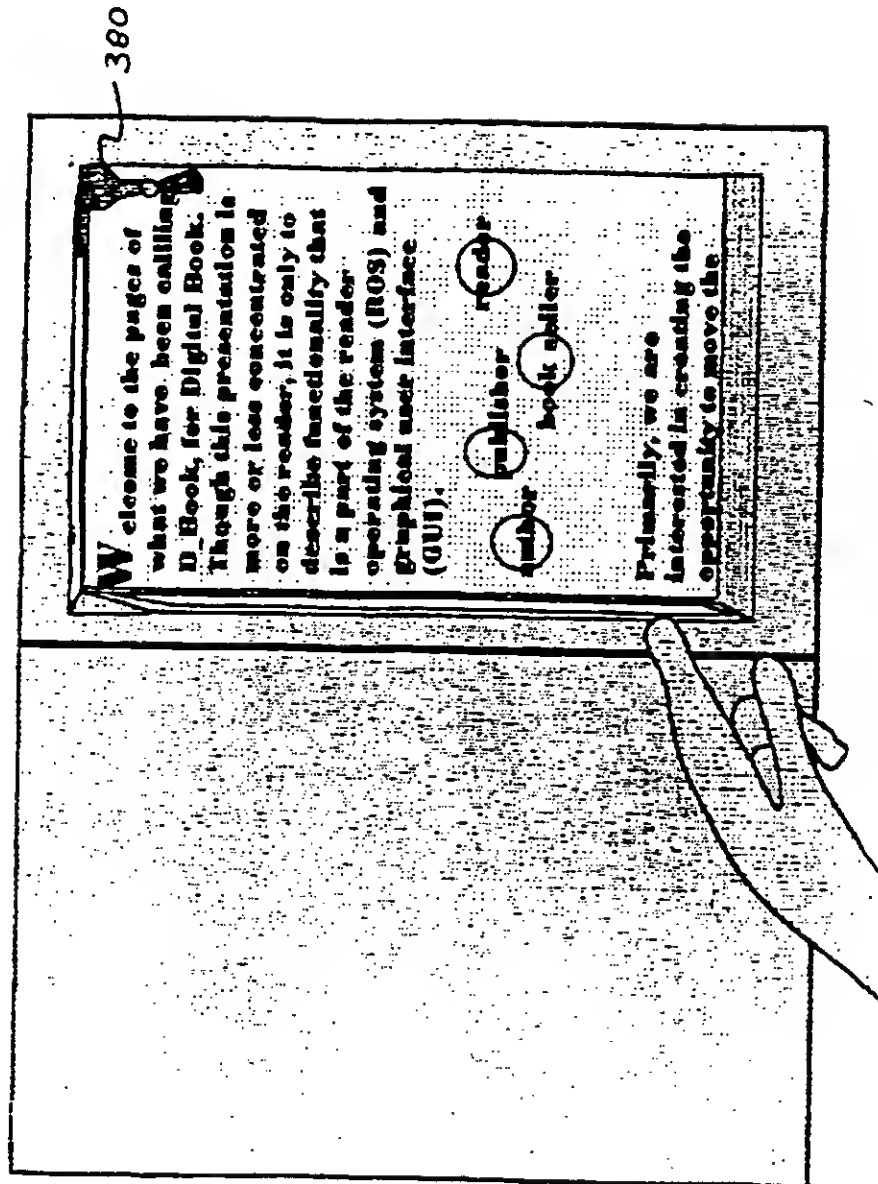 380
Welcome to the pages of
what we have been calling
D_Book, for Digital Book.
Though this presentation is
more or less concentrated
on the reader, it is only to
describe functionality that
is a part of the reader
operating system (ROS) and
graphical user interface
(GUI).
author publisher reader
book seller
Primarily, we are
interested in creating the
opportunity to move the